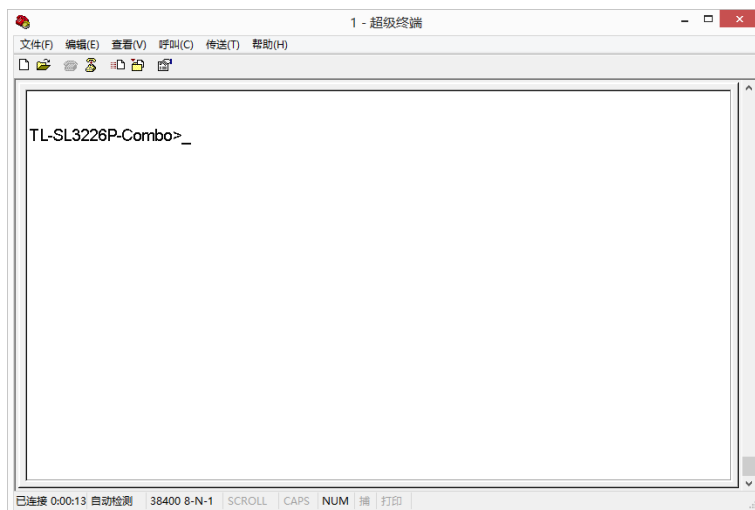 1 - 超级终端
文件(F) 编辑(E) 查看(V) 呼叫(C) 传送(T) 帮助(H)
TL-SL3226P-Combo>_
已连接 0:00:13 自动检测 38400 8-N-1 SCROLL CAPS NUM 捕 打印